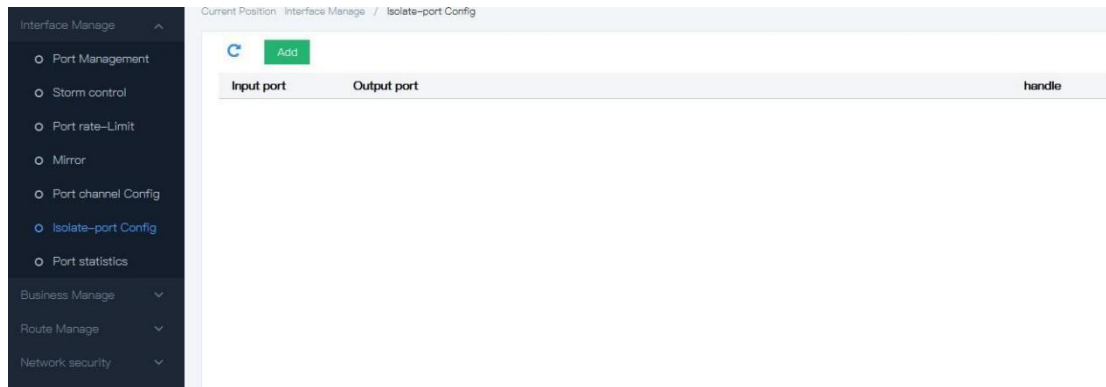 Current Position Interface Manage / Isolate-port Config
Interface Manage
Port Management
Storm control
Port rate-Limit
Mirror
Port channel Config
Isolate-port Config
Port statistics
Business Manage
Route Manage
Network security
Add
Input port Output port handle